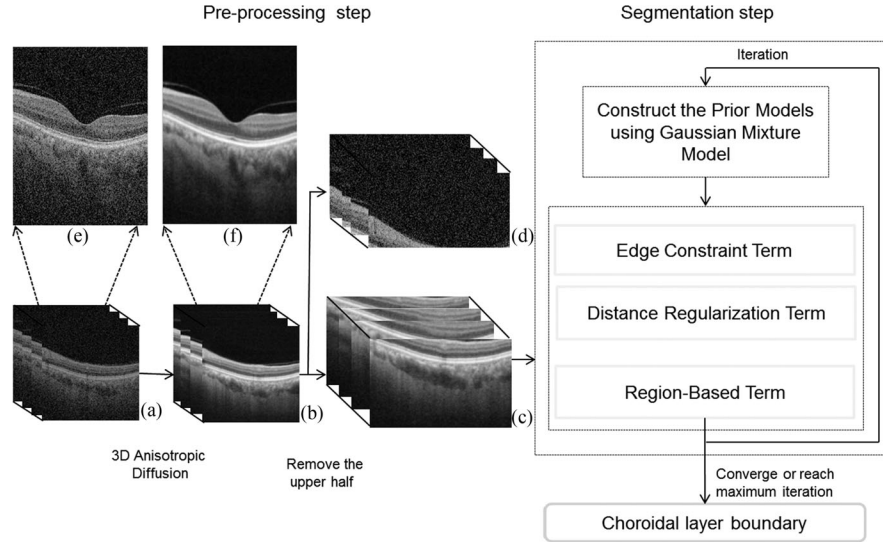 Pre-processing step
Segmentation step
(e)
(f)
(d)
(a)
(b)
(c)
3D Anisotropic
Diffusion
Remove the
upper half
Iteration
Construct the Prior Models
using Gaussian Mixture
Model
Edge Constraint Term
Distance Regularization Term
Region-Based Term
Converge or reach
maximum iteration
Choroidal layer boundary